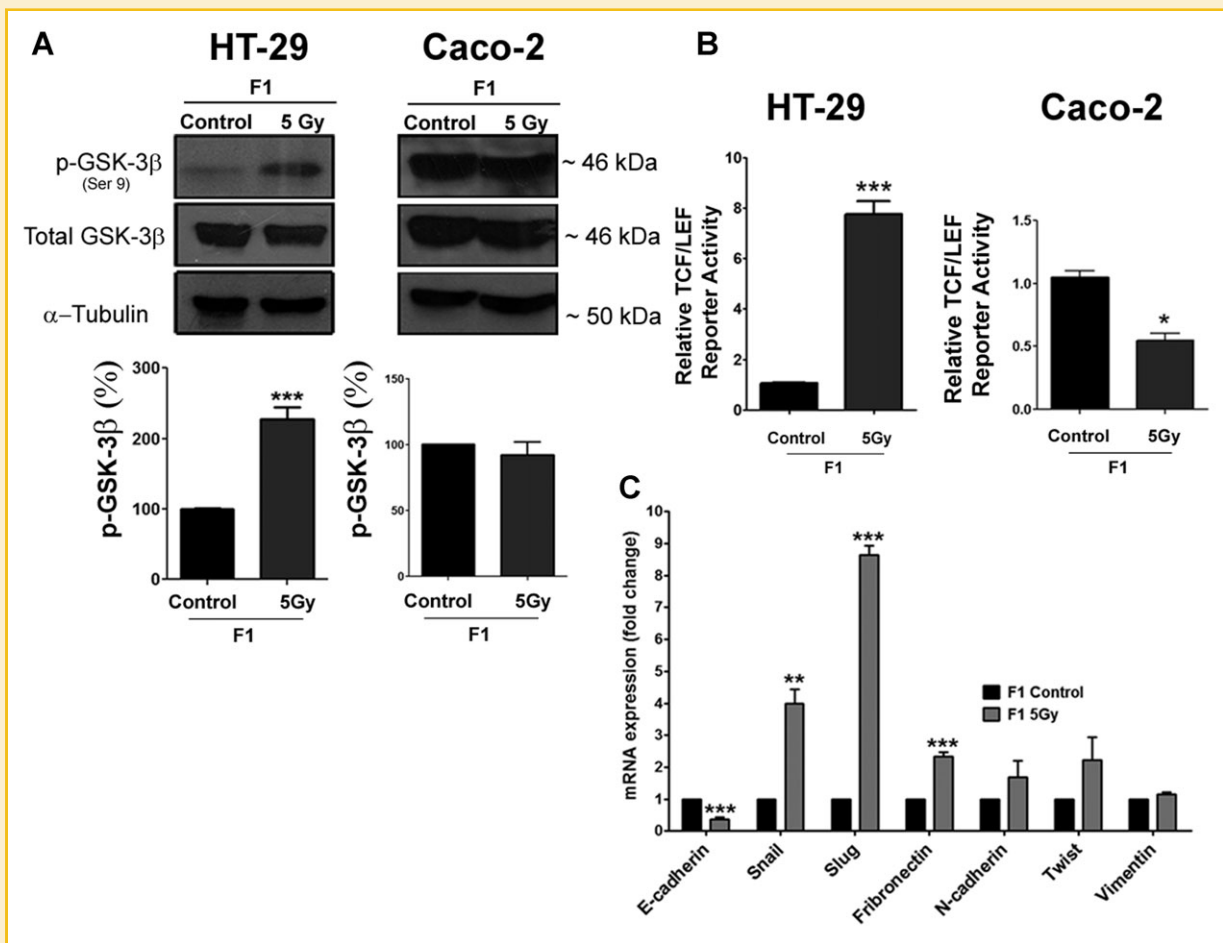 A
HT-29
Caco-2
F1
F1
Control
5 Gy
Control
5 Gy
p-GSK-3β
(Ser 9)
~ 46 kDa
Total GSK-3β
~ 46 kDa
α–Tubulin
~ 50 kDa
p-GSK-3β (%)
300
200
100
0
***
Control
5Gy
F1
p-GSK-3β (%)
150
100
50
0
Control
5Gy
F1
B
HT-29
Caco-2
Relative TCF/LEF
Reporter Activity
10
8
6
4
2
0
***
Control
5Gy
F1
Relative TCF/LEF
Reporter Activity
1.5
1.0
0.5
0.0
*
Control
5Gy
F1
C
mRNA expression (fold change)
10
9
8
7
6
5
4
3
2
1
0
***
**
***
***
F1 Control
F1 5Gy
E-cadherin
Snail
Slug
Fribronectin
N-cadherin
Twist
Vimentin